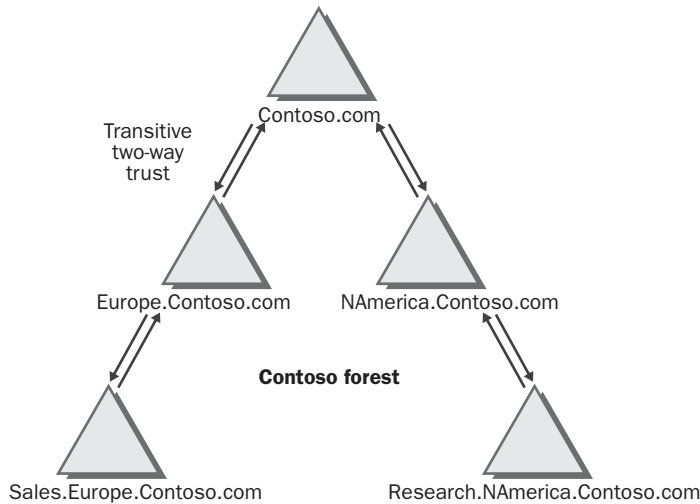 Contoso.com
Transitive
two-way
trust
Europe.Contoso.com
NAmerica.Contoso.com
Contoso forest
Sales.Europe.Contoso.com
Research.NAmerica.Contoso.com